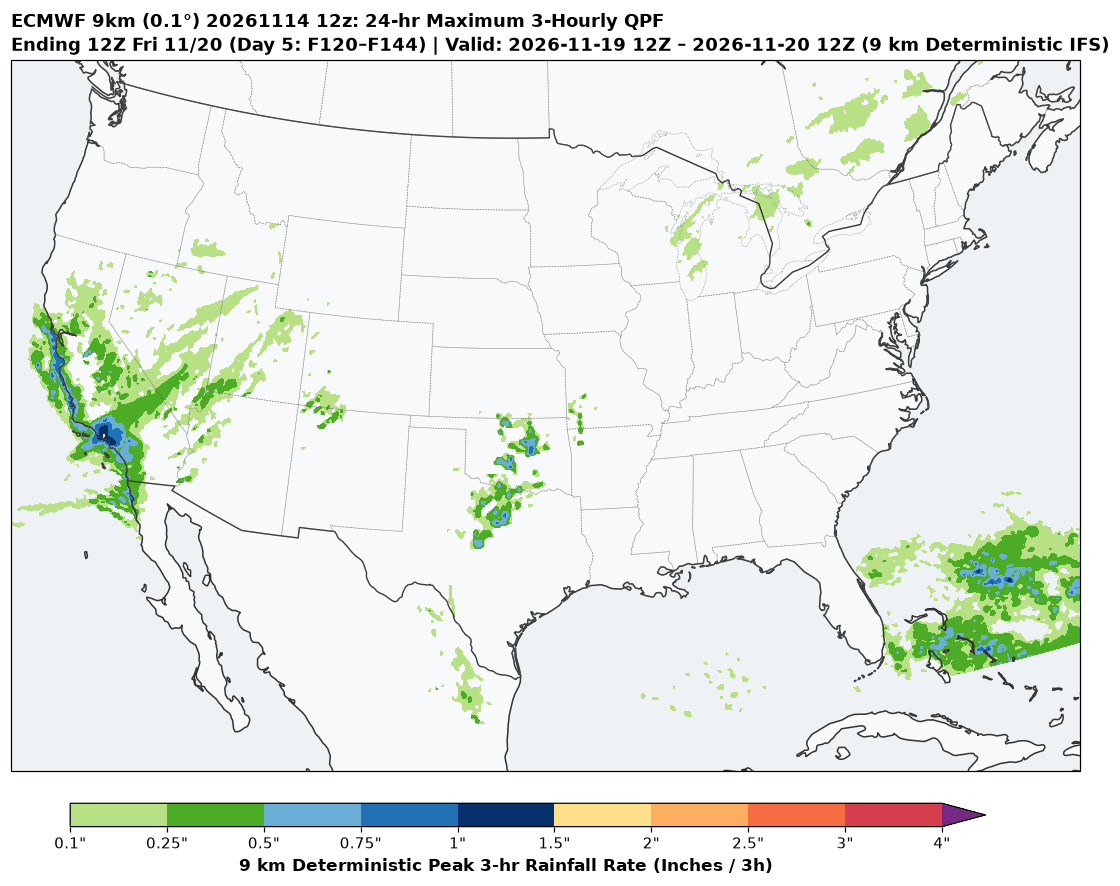 ECMWF 9km (0.1°) 20261114 12z: 24-hr Maximum 3-Hourly QPF
Ending 12Z Fri 11/20 (Day 5: F120–F144) | Valid: 2026-11-19 12Z – 2026-11-20 12Z (9 km Deterministic IFS)
0.1" 0.25" 0.5" 0.75" 1" 1.5" 2" 2.5" 3" 4"
9 km Deterministic Peak 3-hr Rainfall Rate (Inches / 3h)